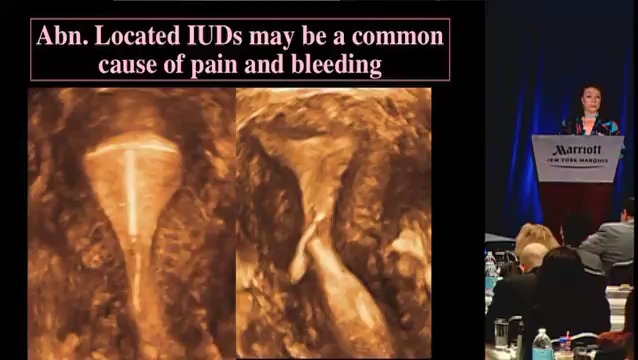 Abn. Located IUDs may be a common
cause of pain and bleeding
Marriott
NEW YORK MARQUIS